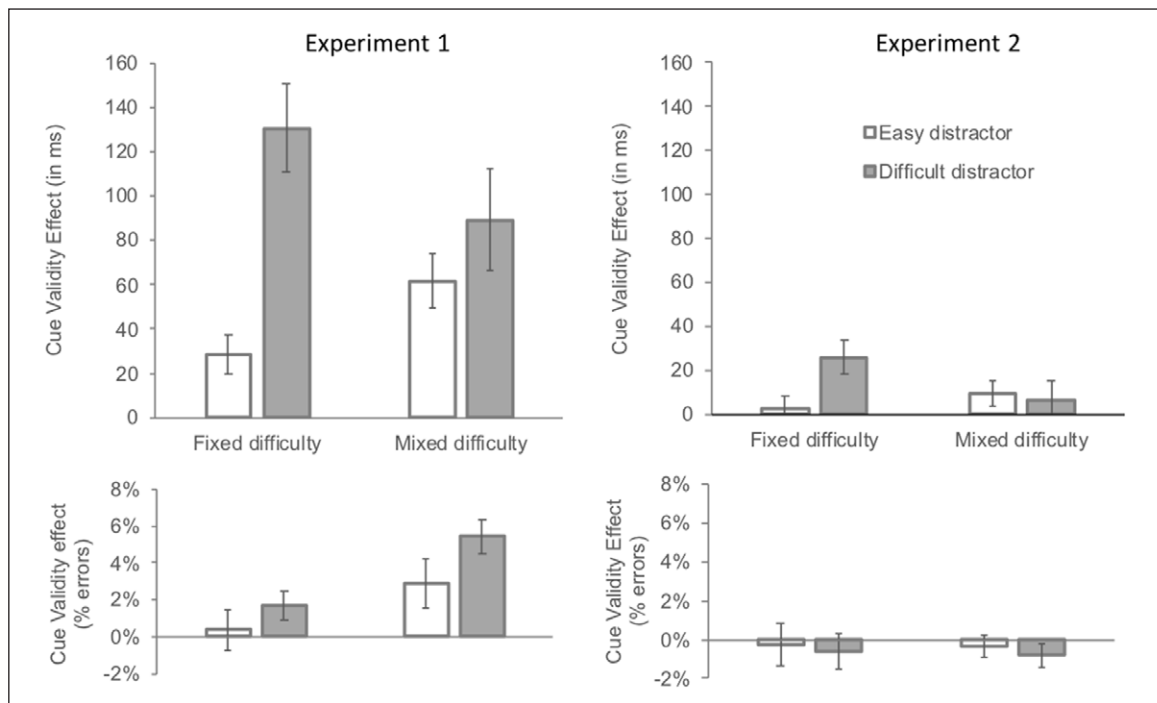 Experiment 1
160
140
120
100
80
60
40
20
0
Cue Validity Effect (in ms)
Fixed difficulty Mixed difficulty
8%
6%
4%
2%
0%
-2%
Cue Validity effect
(% errors)
Experiment 2
160
140
120
100
80
60
40
20
0
Cue Validity Effect (in ms)
Easy distractor
Difficult distractor
Fixed difficulty Mixed difficulty
8%
6%
4%
2%
0%
-2%
Cue Validity Effect
(% errors)